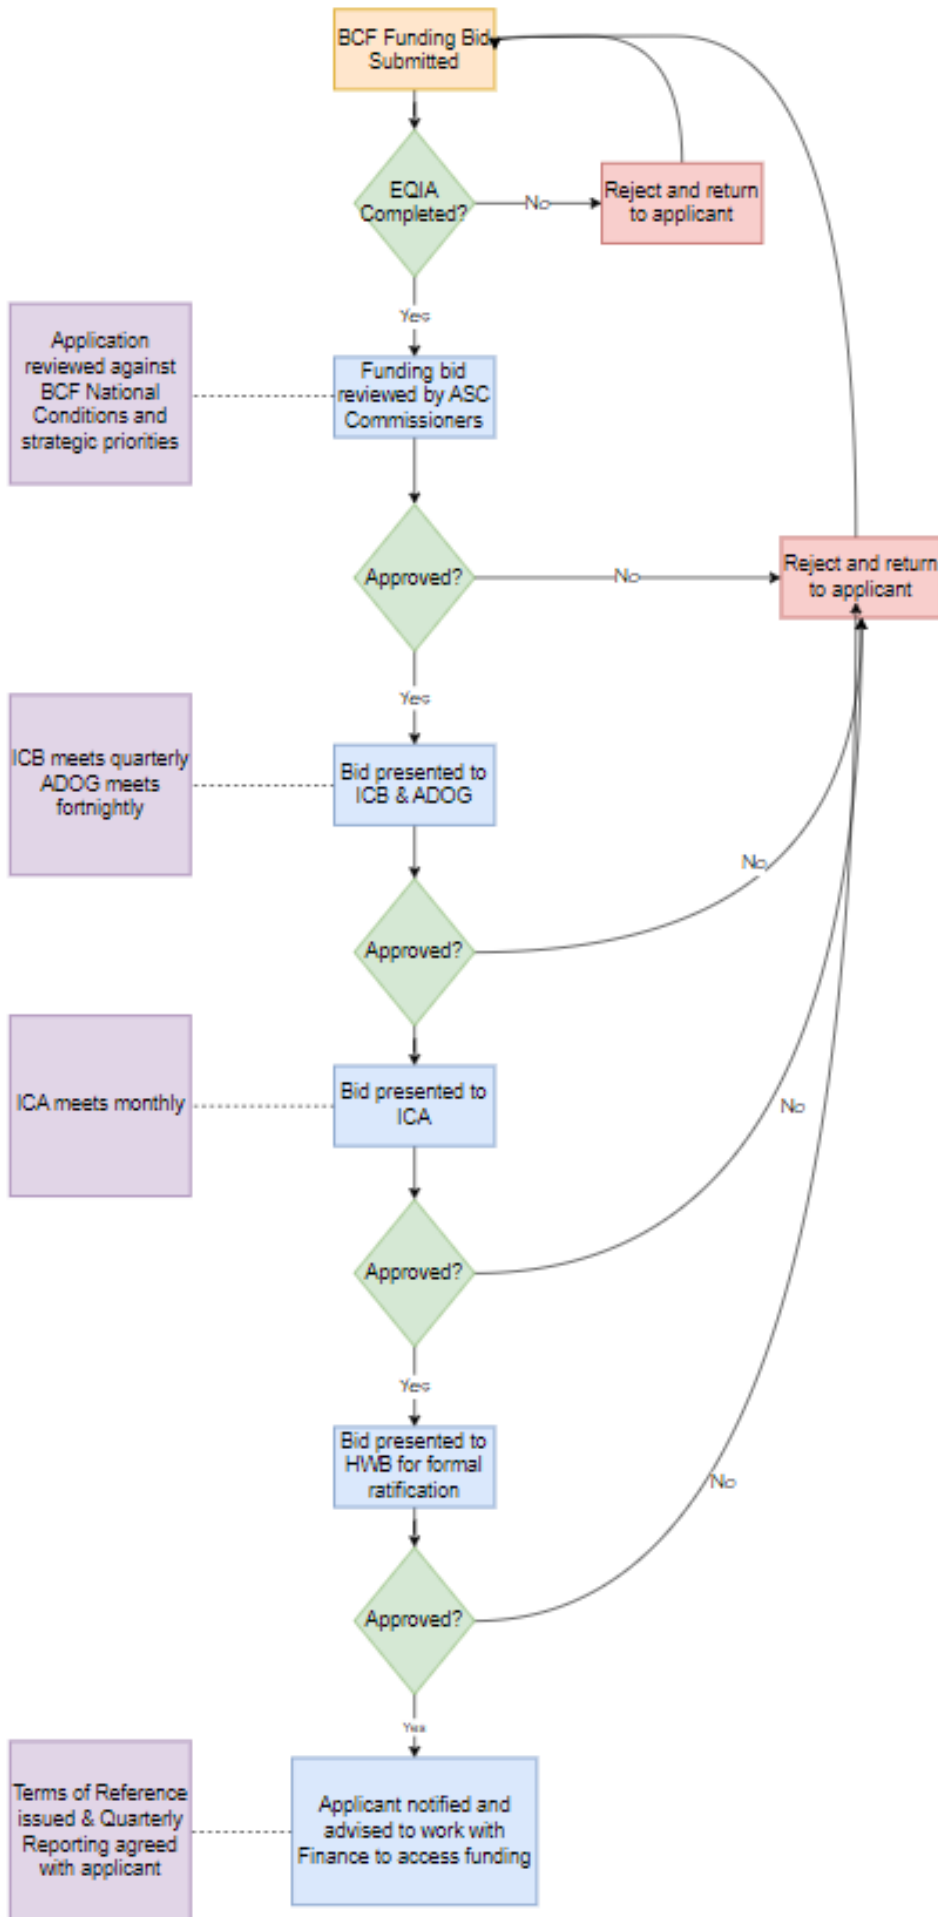 BCF Funding Bid
Submitted
EQIA
Completed?
No
Reject and return
to applicant
Yes
Application
reviewed against
BCF National
Conditions and
strategic priorities
Funding bid
reviewed by ASC
Commissioners
Approved?
No
Reject and return
to applicant
Yes
ICB meets quarterly
ADOG meets
fortnightly
Bid presented to
ICB & ADOG
No
Approved?
ICA meets monthly
Bid presented to
ICA
No
Approved?
Yes
Bid presented to
HWB for formal
ratification
No
Approved?
Yes
Terms of Reference
issued & Quarterly
Reporting agreed
with applicant
Applicant notified and
advised to work with
Finance to access funding